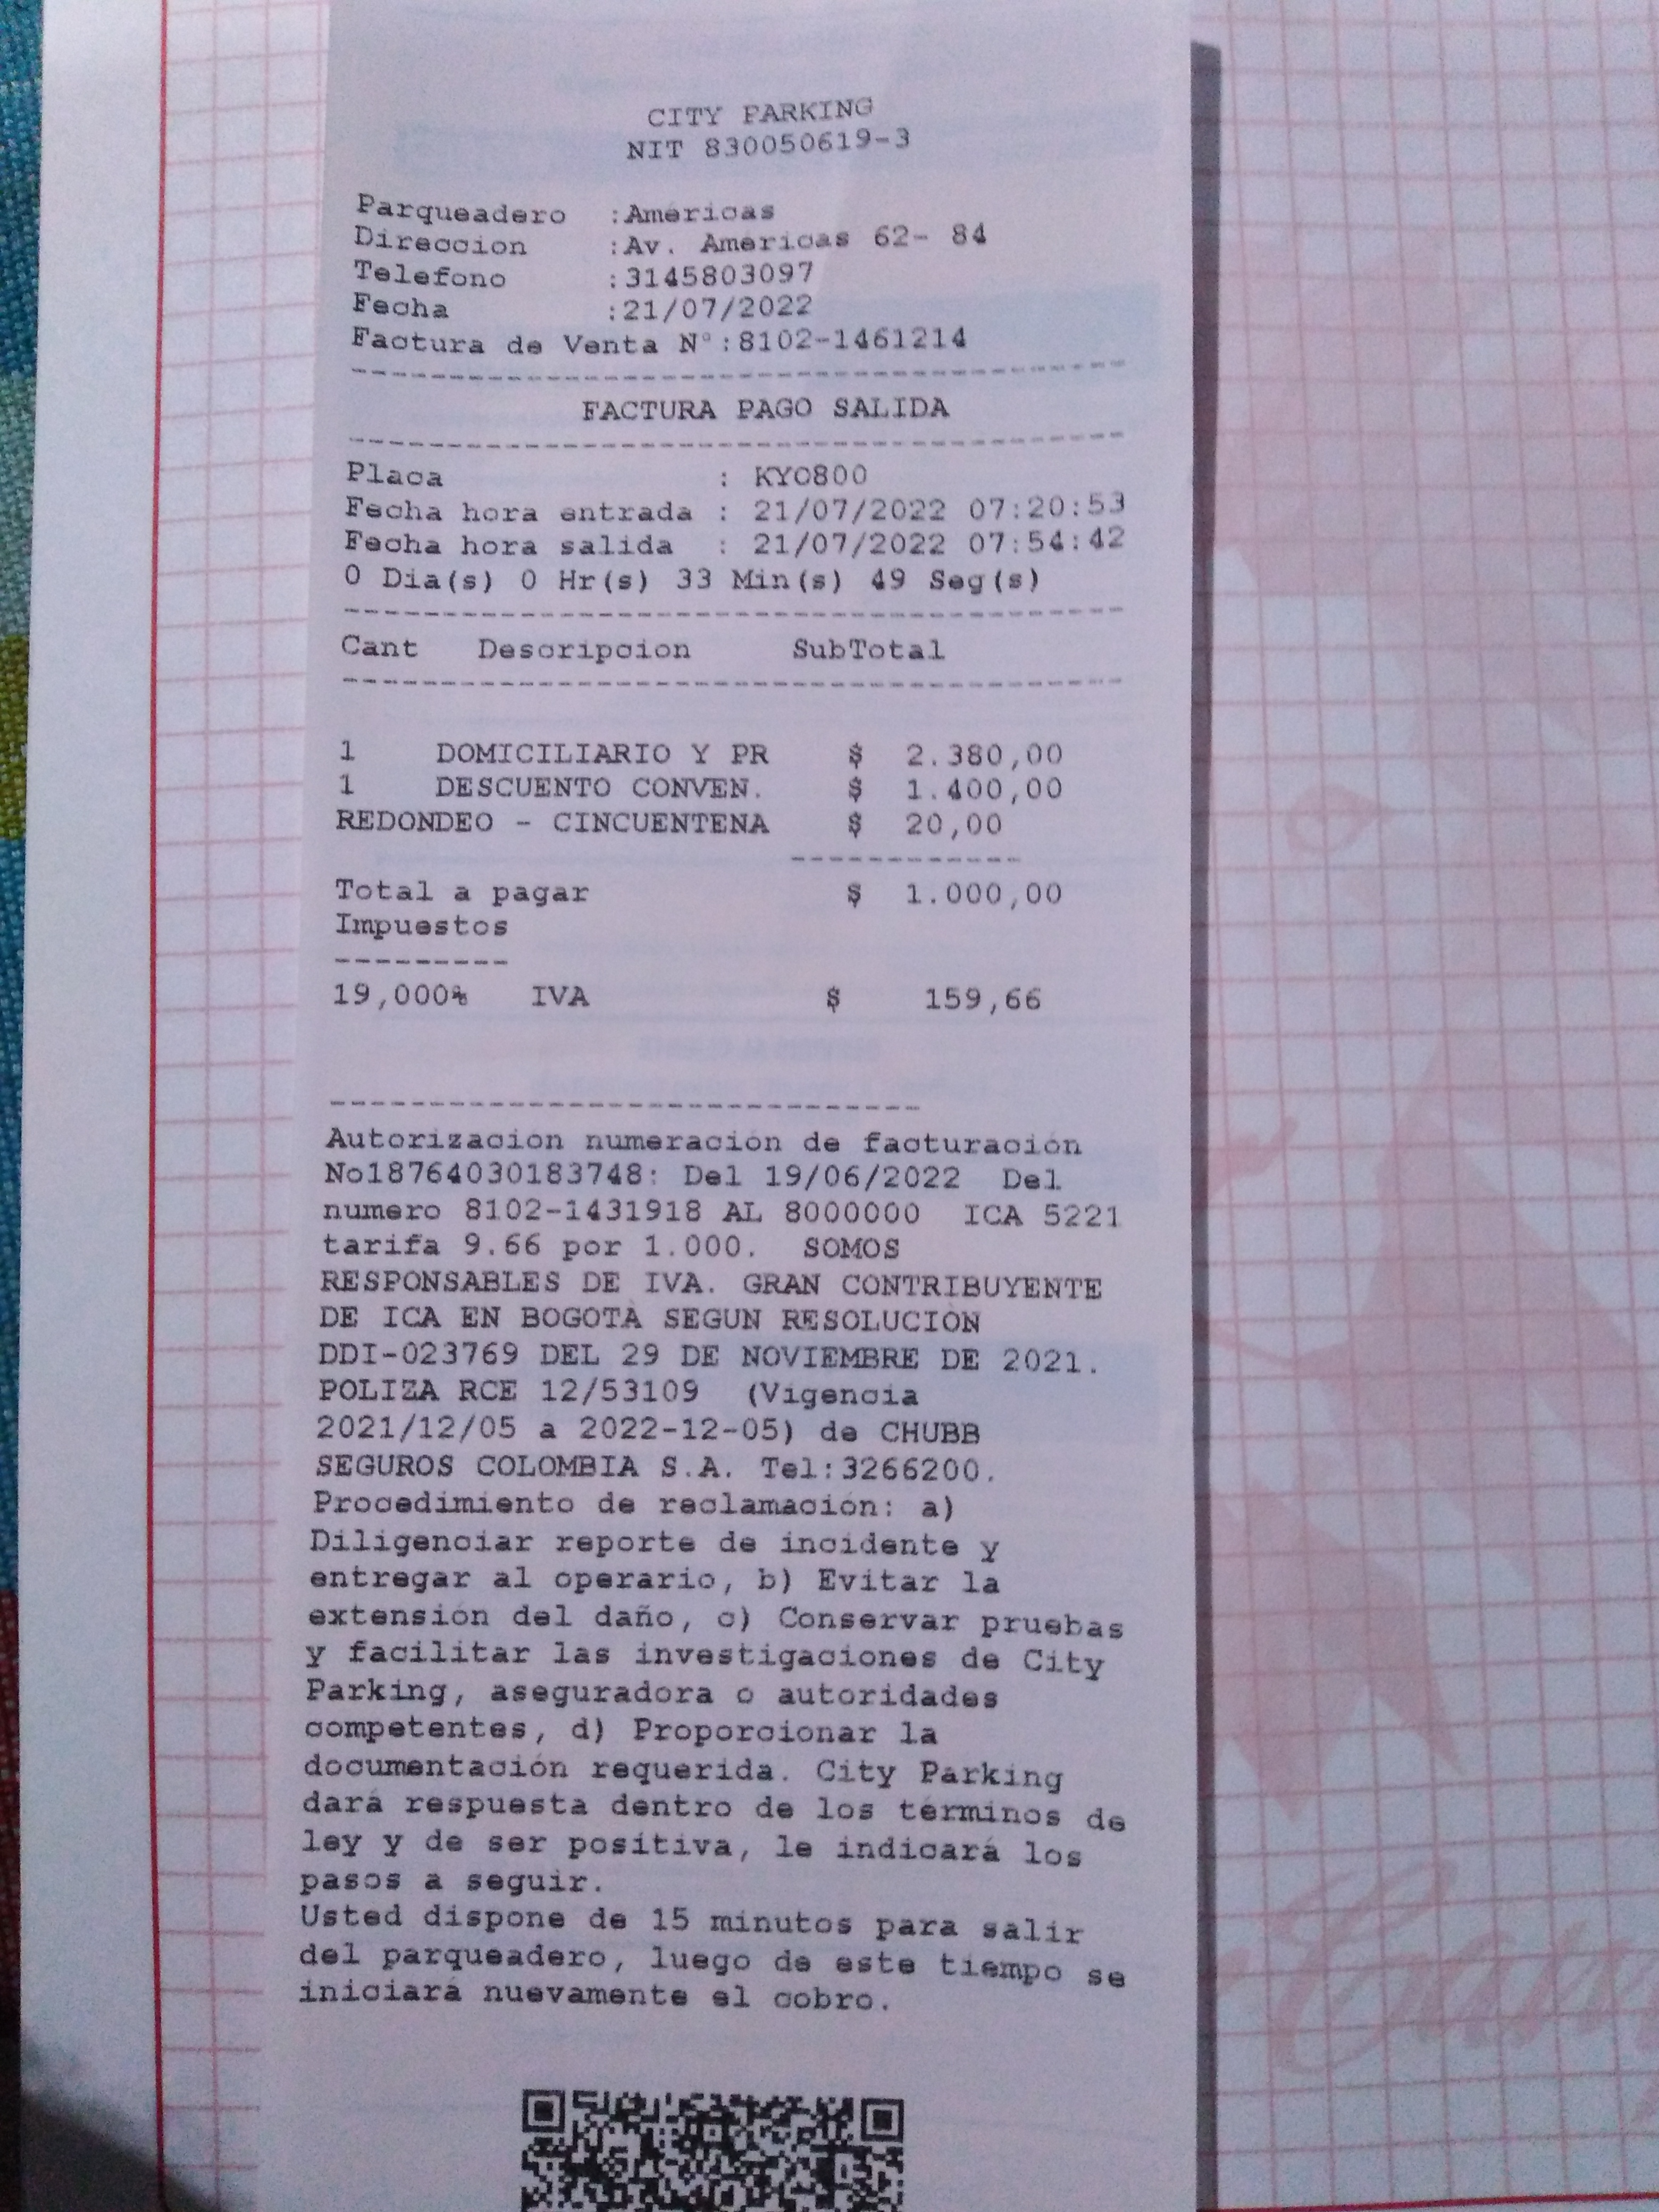 CITY PARKING
NIT 830050619-3
Parqueadero :Américas
Direccion :Av. Americas 62- 84
Telefono :3145803097
Fecha :21/07/2022
Factura de Venta N°:8102-1461214
FACTURA PAGO SALIDA
Placa : KYO800
Fecha hora entrada : 21/07/2022 07:20:53
Fecha hora salida : 21/07/2022 07:54:42
0 Dia(s) 0 Hr(s) 33 Min(s) 49 Seg(s)
Cant Descripcion SubTotal
1 DOMICILIARIO Y PR $ 2.380,00
1 DESCUENTO CONVEN. $ 1.400,00
REDONDEO - CINCUENTENA $ 20,00
Total a pagar $ 1.000,00
Impuestos
19,000% IVA $ 159,66
Autorizacion numeración de facturación
No18764030183748: Del 19/06/2022 Del
numero 8102-1431918 AL 8000000 ICA 5221
tarifa 9.66 por 1.000. SOMOS
RESPONSABLES DE IVA. GRAN CONTRIBUYENTE
DE ICA EN BOGOTÀ SEGUN RESOLUCIÒN
DDI-023769 DEL 29 DE NOVIEMBRE DE 2021.
POLIZA RCE 12/53109 (Vigencia
2021/12/05 a 2022-12-05) de CHUBB
SEGUROS COLOMBIA S.A. Tel:3266200.
Procedimiento de reclamación: a)
Diligenciar reporte de incidente y
entregar al operario, b) Evitar la
extensión del daño, c) Conservar pruebas
y facilitar las investigaciones de City
Parking, aseguradora o autoridades
competentes, d) Proporcionar la
documentación requerida. City Parking
dará respuesta dentro de los términos de
ley y de ser positiva, le indicará los
pasos a seguir.
Usted dispone de 15 minutos para salir
del parqueadero, luego de este tiempo se
iniciará nuevamente el cobro.